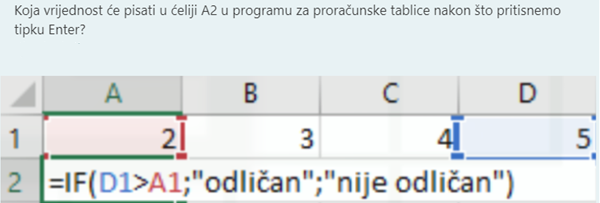 Koja vrijednost će pisati u ćeliji A2 u programu za proračunske tablice nakon što pritisnemo
tipku Enter?
A B C D
1 2 3 4 5
2 =IF(D1>A1;"odličan";"nije odličan")